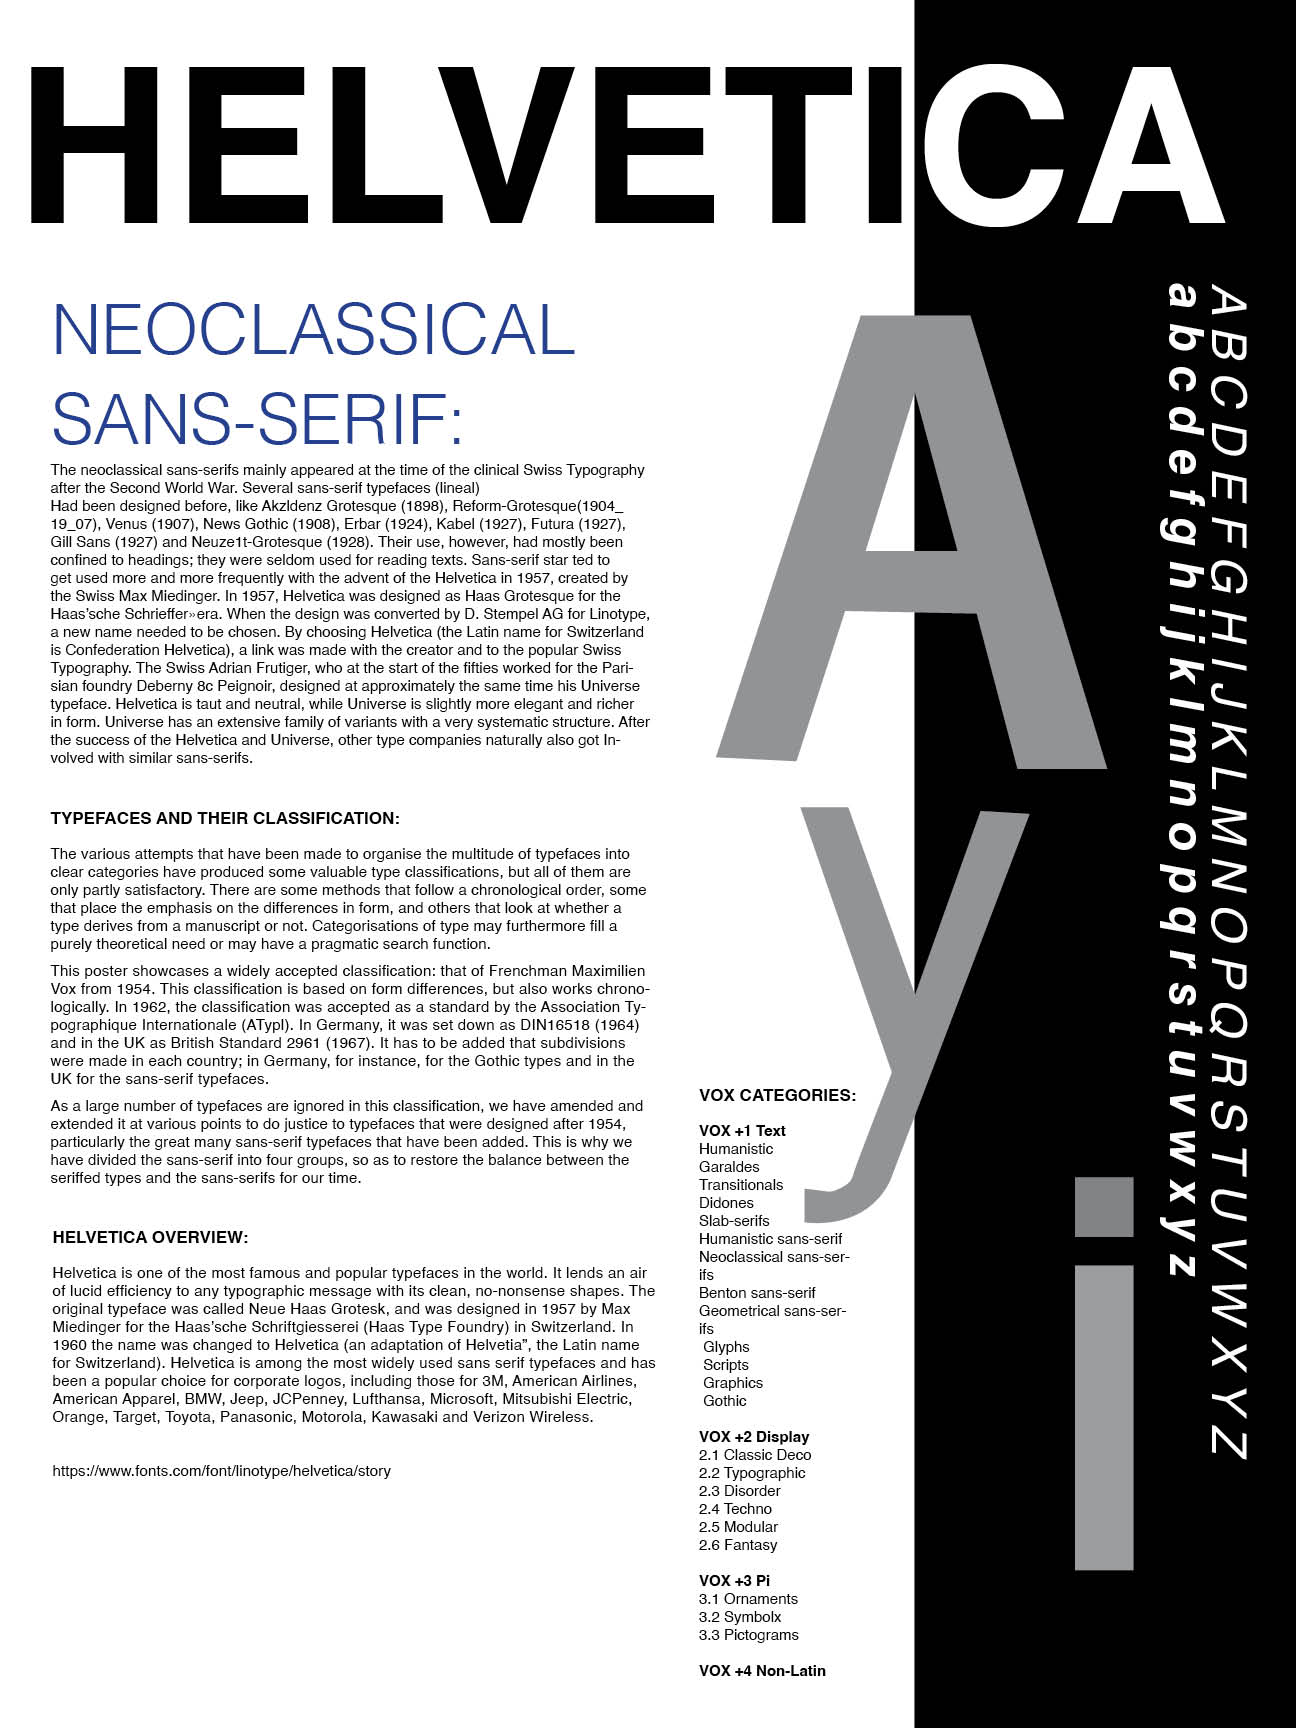 HELVETICA
NEOCLASSICAL
SANS-SERIF:
The neoclassical sans-serifs mainly appeared at the time of the clinical Swiss Typography
after the Second World War. Several sans-serif typefaces (lineal)
Had been designed before, like Akzldenz Grotesque (1898), Reform-Grotesque(1904_
19_07), Venus (1907), News Gothic (1908), Erbar (1924), Kabel (1927), Futura (1927),
Gill Sans (1927) and Neuze1t-Grotesque (1928). Their use, however, had mostly been
confined to headings; they were seldom used for reading texts. Sans-serif star ted to
get used more and more frequently with the advent of the Helvetica in 1957, created by
the Swiss Max Miedinger. In 1957, Helvetica was designed as Haas Grotesque for the
Haas'sche Schrieffer»era. When the design was converted by D. Stempel AG for Linotype,
a new name needed to be chosen. By choosing Helvetica (the Latin name for Switzerland
is Confederation Helvetica), a link was made with the creator and to the popular Swiss
Typography. The Swiss Adrian Frutiger, who at the start of the fifties worked for the Pari-
sian foundry Deberny 8c Peignoir, designed at approximately the same time his Universe
typeface. Helvetica is taut and neutral, while Universe is slightly more elegant and richer
in form. Universe has an extensive family of variants with a very systematic structure. After
the success of the Helvetica and Universe, other type companies naturally also got In-
volved with similar sans-serifs.
TYPEFACES AND THEIR CLASSIFICATION:
The various attempts that have been made to organise the multitude of typefaces into
clear categories have produced some valuable type classifications, but all of them are
only partly satisfactory. There are some methods that follow a chronological order, some
that place the emphasis on the differences in form, and others that look at whether a
type derives from a manuscript or not. Categorisations of type may furthermore fill a
purely theoretical need or may have a pragmatic search function.
This poster showcases a widely accepted classification: that of Frenchman Maximilien
Vox from 1954. This classification is based on form differences, but also works chrono-
logically. In 1962, the classification was accepted as a standard by the Association Ty-
pographique Internationale (ATypl). In Germany, it was set down as DIN16518 (1964)
and in the UK as British Standard 2961 (1967). It has to be added that subdivisions
were made in each country; in Germany, for instance, for the Gothic types and in the
UK for the sans-serif typefaces.
As a large number of typefaces are ignored in this classification, we have amended and
extended it at various points to do justice to typefaces that were designed after 1954,
particularly the great many sans-serif typefaces that have been added. This is why we
have divided the sans-serif into four groups, so as to restore the balance between the
seriffed types and the sans-serifs for our time.
HELVETICA OVERVIEW:
Helvetica is one of the most famous and popular typefaces in the world. It lends an air
of lucid efficiency to any typographic message with its clean, no-nonsense shapes. The
original typeface was called Neue Haas Grotesk, and was designed in 1957 by Max
Miedinger for the Haas'sche Schriftgiesserei (Haas Type Foundry) in Switzerland. In
1960 the name was changed to Helvetica (an adaptation of Helvetia", the Latin name
for Switzerland). Helvetica is among the most widely used sans serif typefaces and has
been a popular choice for corporate logos, including those for 3M, American Airlines,
American Apparel, BMW, Jeep, JCPenney, Lufthansa, Microsoft, Mitsubishi Electric,
Orange, Target, Toyota, Panasonic, Motorola, Kawasaki and Verizon Wireless.
https://www.fonts.com/font/linotype/helvetica/story
A
y
i
VOX CATEGORIES:
VOX +1 Text
Humanistic
Garaldes
Transitionals
Didones
Slab-serifs
Humanistic sans-serif
Neoclassical sans-ser-
ifs
Benton sans-serif
Geometrical sans-ser-
ifs
Glyphs
Scripts
Graphics
Gothic
VOX +2 Display
2.1 Classic Deco
2.2 Typographic
2.3 Disorder
2.4 Techno
2.5 Modular
2.6 Fantasy
VOX +3 Pi
3.1 Ornaments
3.2 Symbolx
3.3 Pictograms
VOX +4 Non-Latin
A B C D E F G H I J K L M N O P Q R S T U V W X Y Z
a b c d e f g h i j k l m n o p q r s t u v w x y z